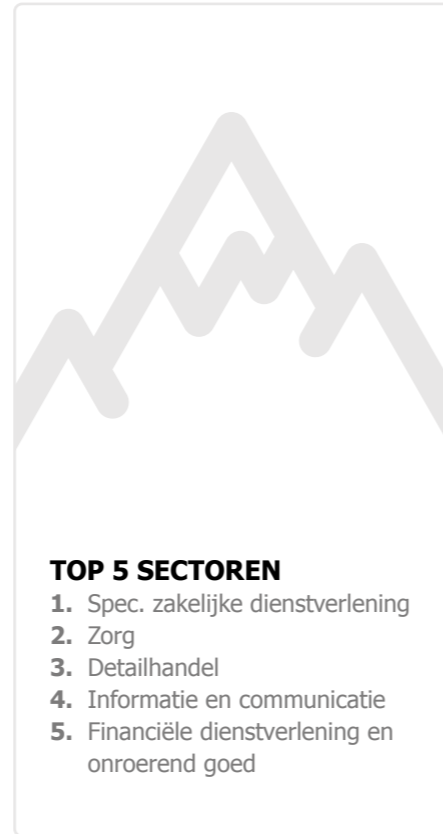 TOP 5 SECTOREN
1. Spec. zakelijke dienstverlening
2. Zorg
3. Detailhandel
4. Informatie en communicatie
5. Financiële dienstverlening en
onroerend goed